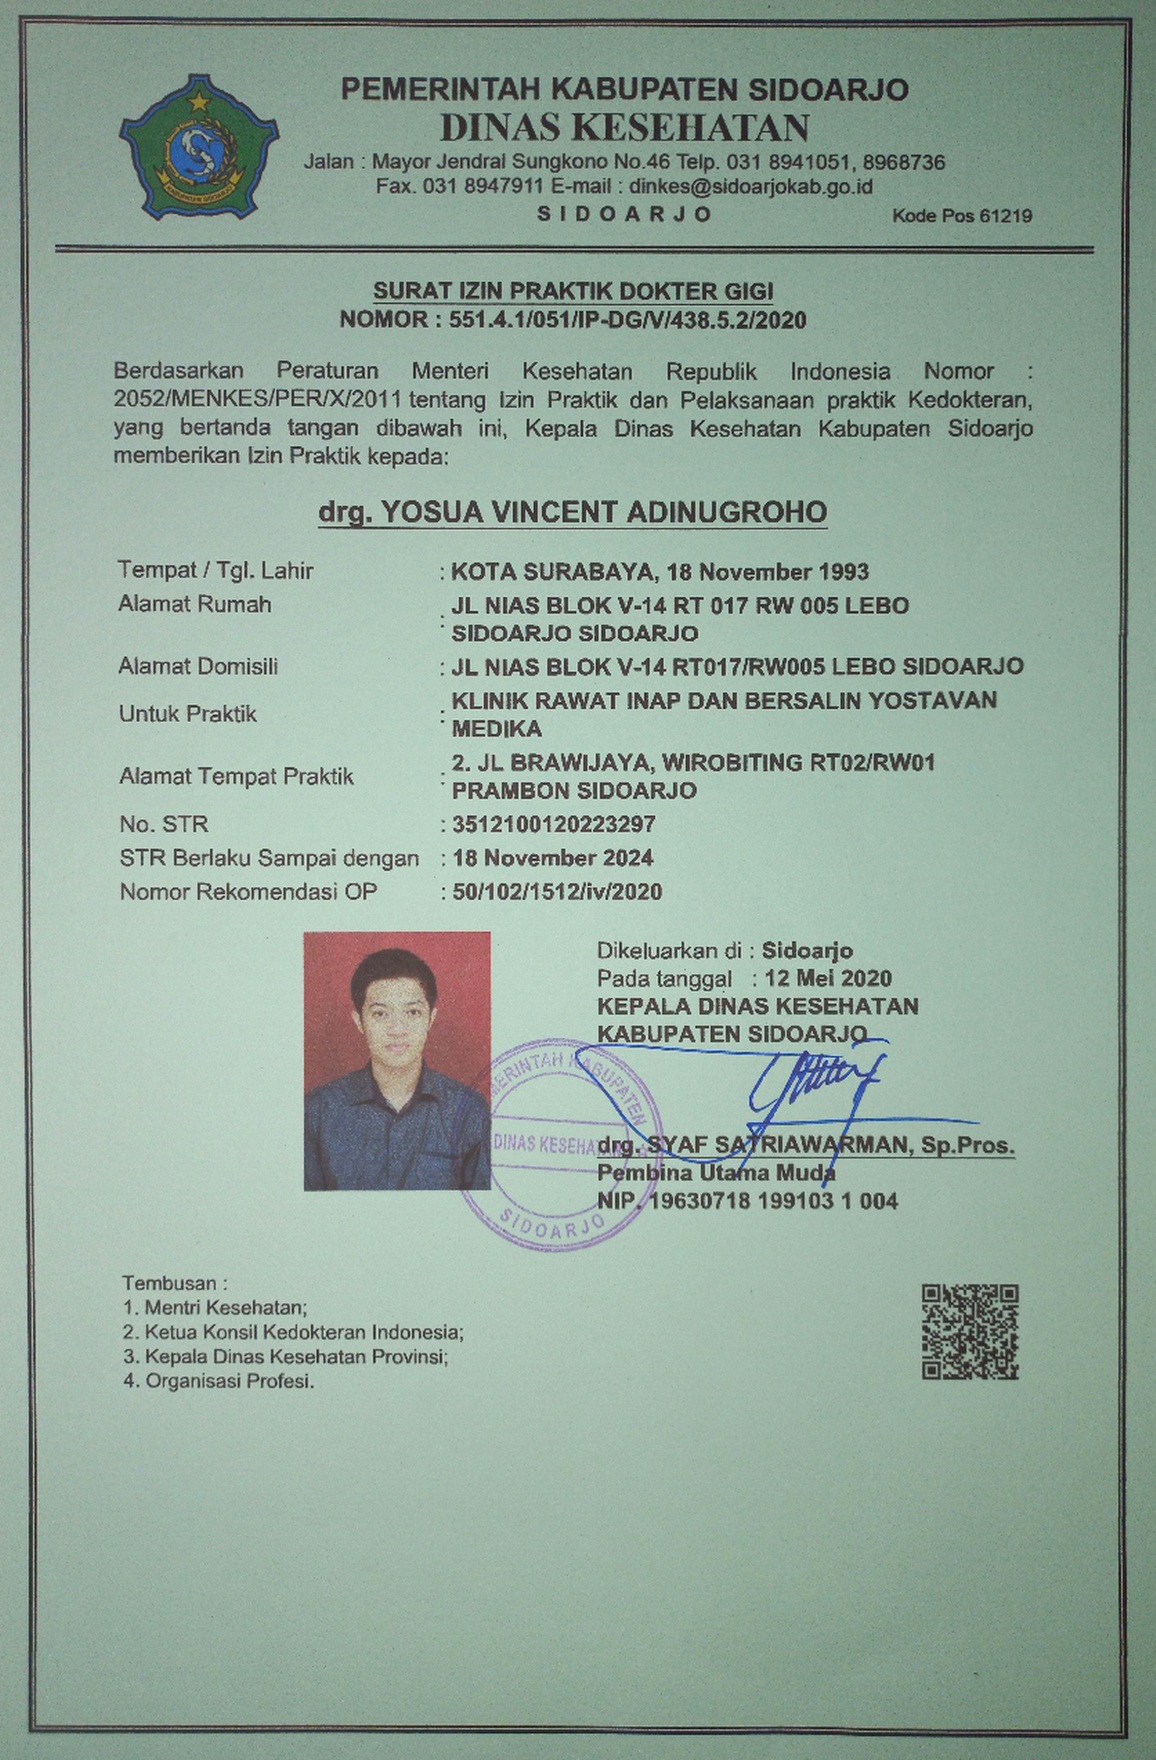 PEMERINTAH KABUPATEN SIDOARJO
DINAS KESEHATAN
Jalan : Mayor Jendral Sungkono No.46 Telp. 031 8941051, 8968736
Fax. 031 8947911 E-mail : dinkes@sidoarjokab.go.id
SIDOARJO
Kode Pos 61219
KABUPATEN SIDOARJO
SURAT IZIN PRAKTIK DOKTER GIGI
NOMOR : 551.4.1/051/IP-DG/V/438.5.2/2020
Berdasarkan Peraturan Menteri Kesehatan Republik Indonesia Nomor :
2052/MENKES/PER/X/2011 tentang Izin Praktik dan Pelaksanaan praktik Kedokteran,
yang bertanda tangan dibawah ini, Kepala Dinas Kesehatan Kabupaten Sidoarjo
memberikan Izin Praktik kepada:
drg. YOSUA VINCENT ADINUGROHO
Tempat / Tgl. Lahir : KOTA SURABAYA, 18 November 1993
Alamat Rumah : JL NIAS BLOK V-14 RT 017 RW 005 LEBO
SIDOARJO SIDOARJO
Alamat Domisili : JL NIAS BLOK V-14 RT017/RW005 LEBO SIDOARJO
Untuk Praktik : KLINIK RAWAT INAP DAN BERSALIN YOSTAVAN
MEDIKA
Alamat Tempat Praktik : 2. JL BRAWIJAYA, WIROBITING RT02/RW01
PRAMBON SIDOARJO
No. STR : 3512100120223297
STR Berlaku Sampai dengan : 18 November 2024
Nomor Rekomendasi OP : 50/102/1512/iv/2020
Dikeluarkan di : Sidoarjo
Pada tanggal : 12 Mei 2020
KEPALA DINAS KESEHATAN
KABUPATEN SIDOARJO
MERINTAH KABUPATEN
DINAS KESEHATAN
SIDOARJO
drg. SYAF SATRIAWARMAN, Sp.Pros.
Pembina Utama Muda
NIP. 19630718 199103 1 004
Tembusan :
1. Mentri Kesehatan;
2. Ketua Konsil Kedokteran Indonesia;
3. Kepala Dinas Kesehatan Provinsi;
4. Organisasi Profesi.